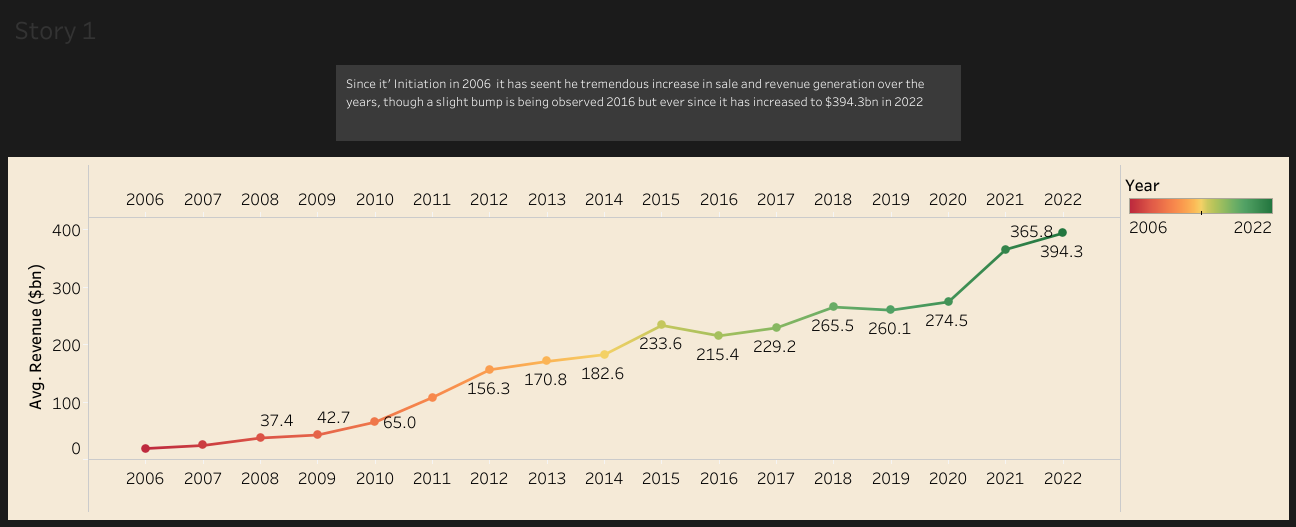 Story 1
Since it’ Initiation in 2006 it has seent he tremendous increase in sale and revenue generation over the
years, though a slight bump is being observed 2016 but ever since it has increased to $394.3bn in 2022
2006 2007 2008 2009 2010 2011 2012 2013 2014 2015 2016 2017 2018 2019 2020 2021 2022
Year
2006 2022
Avg. Revenue ($bn)
400
300
200
100
0
37.4
42.7
65.0
156.3
170.8
182.6
233.6
215.4
229.2
265.5
260.1
274.5
365.8
394.3
2006 2007 2008 2009 2010 2011 2012 2013 2014 2015 2016 2017 2018 2019 2020 2021 2022